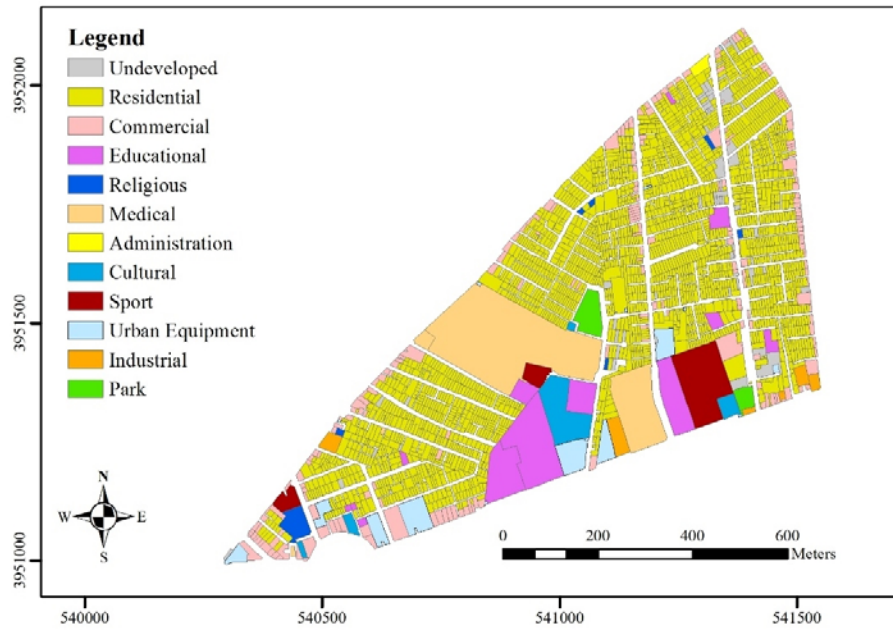 Legend
Undeveloped
Residential
Commercial
Educational
Religious
Medical
Administration
Cultural
Sport
Urban Equipment
Industrial
Park
3952000
3951500
3951000
N
W E
S
0 200 400 600
Meters
540000 540500 541000 541500